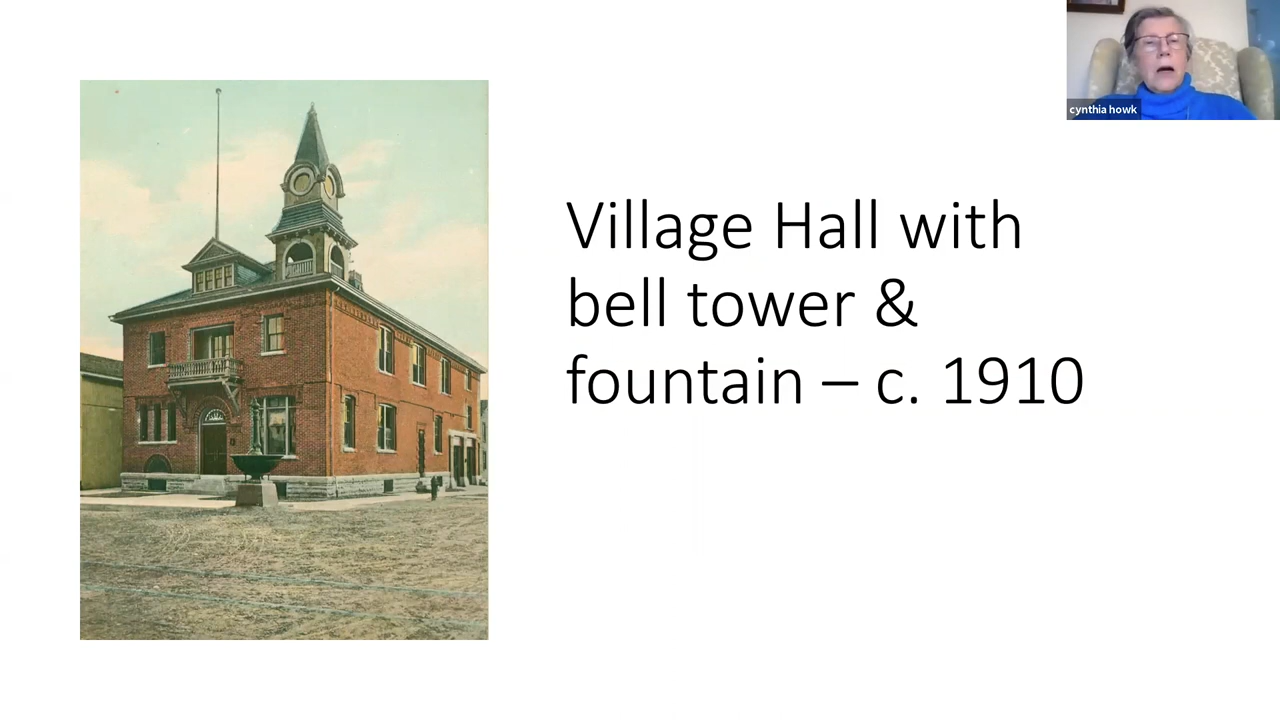 cynthia howk
Village Hall with
bell tower &
fountain – c. 1910